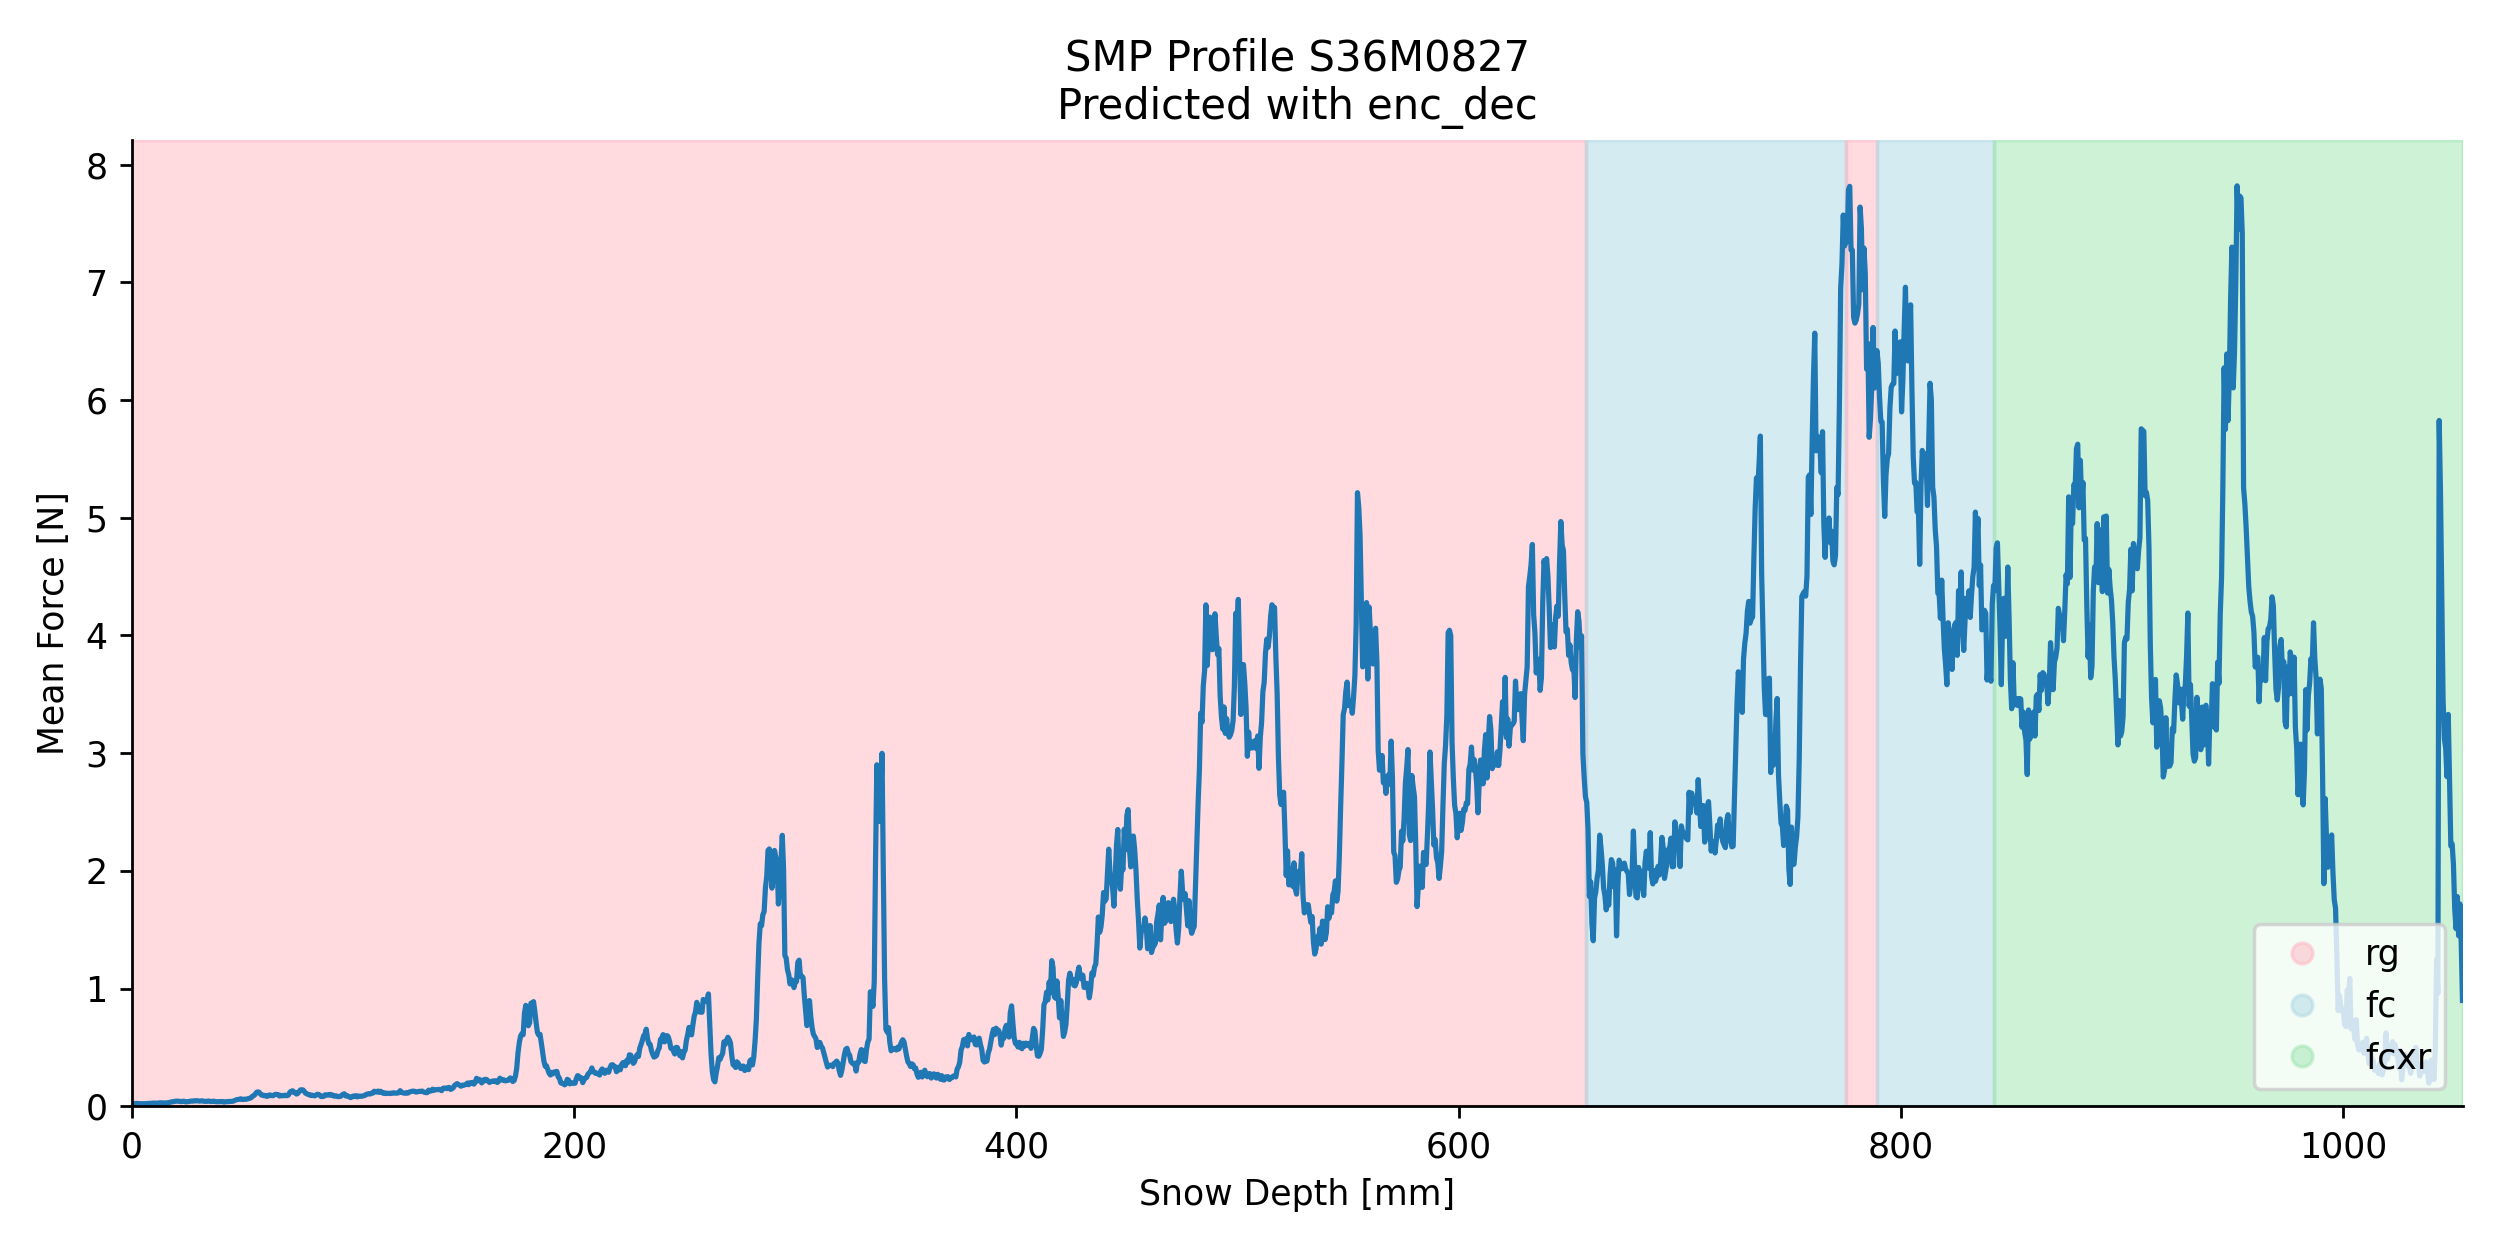 SMP Profile S36M0827
Predicted with enc_dec
8
7
6
5
4
3
2
1
0
Mean Force [N]
0 200 400 600 800 1000
Snow Depth [mm]
rg
fc
fcxr